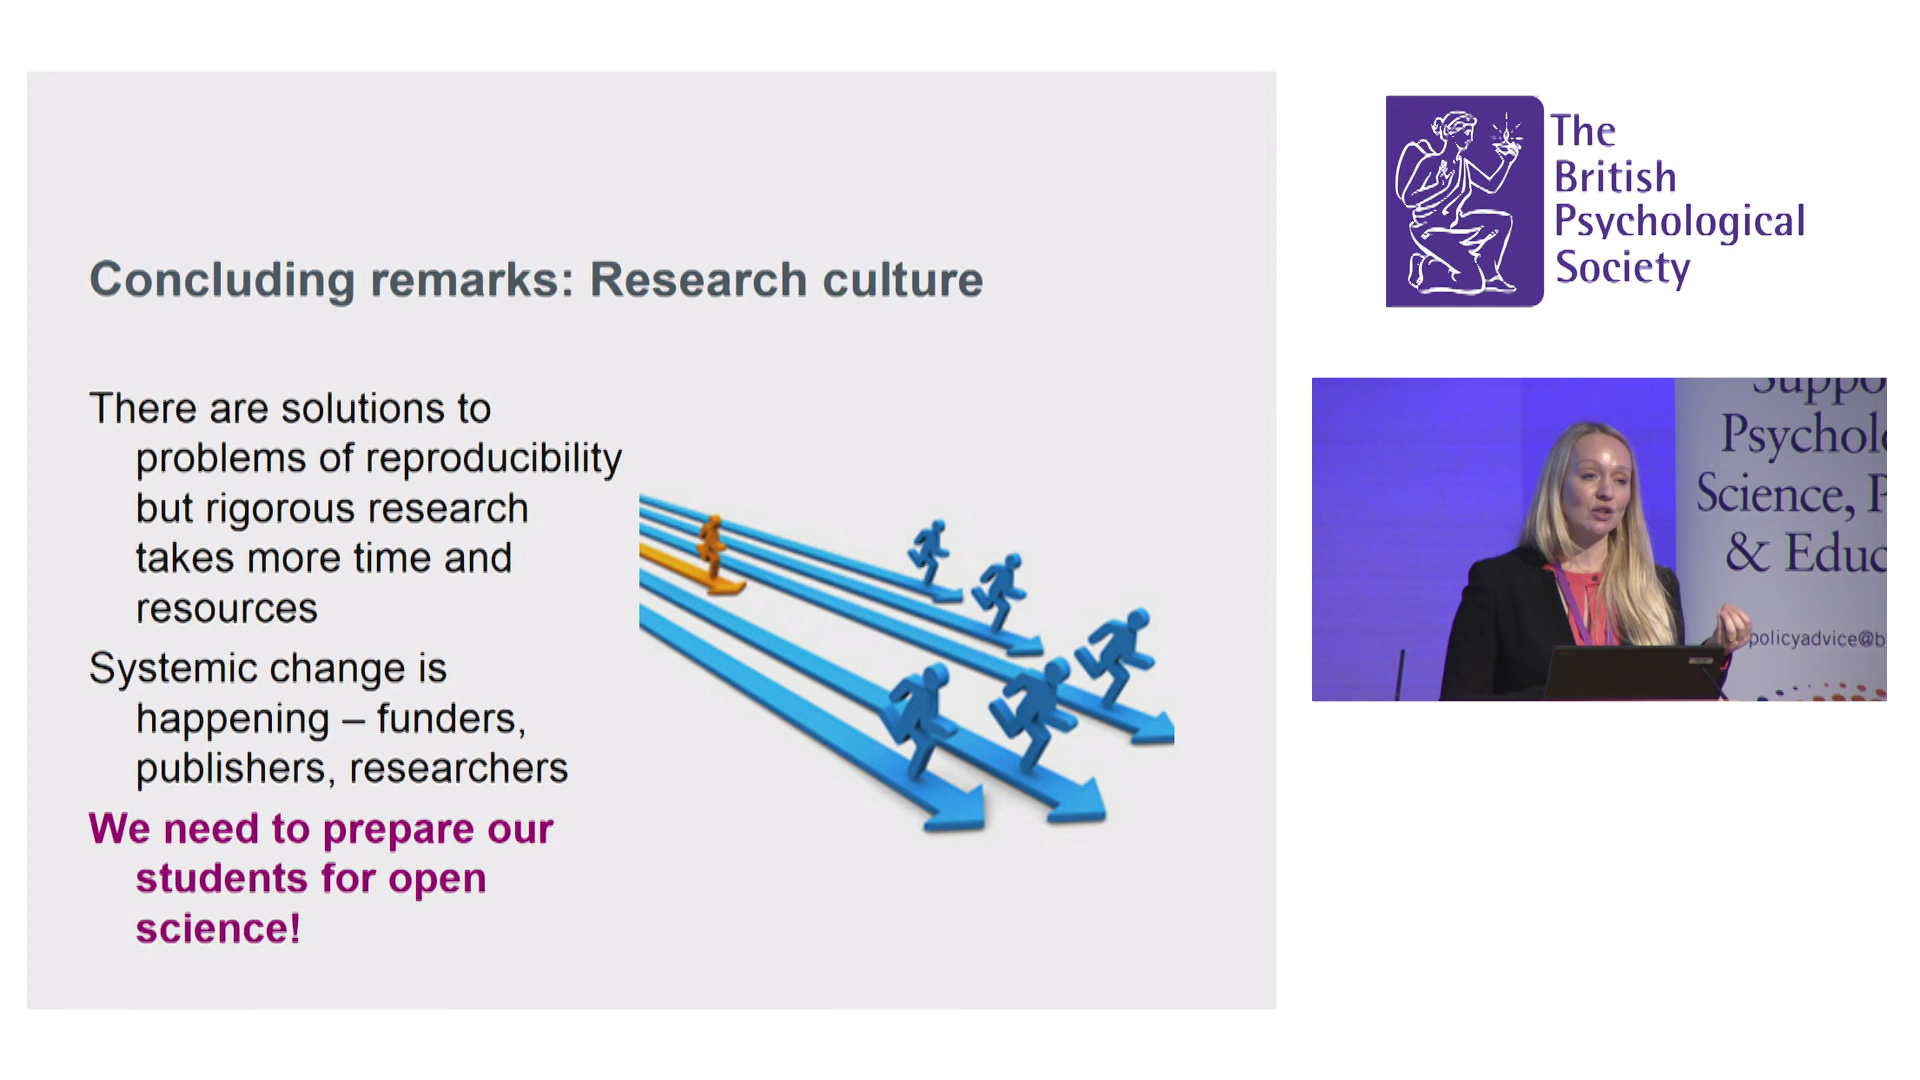 Concluding remarks: Research culture
There are solutions to
problems of reproducibility
but rigorous research
takes more time and
resources
Systemic change is
happening – funders,
publishers, researchers
We need to prepare our
students for open
science!
The
British
Psychological
Society
Psychol
Science, P
& Educ
policyadvice@b